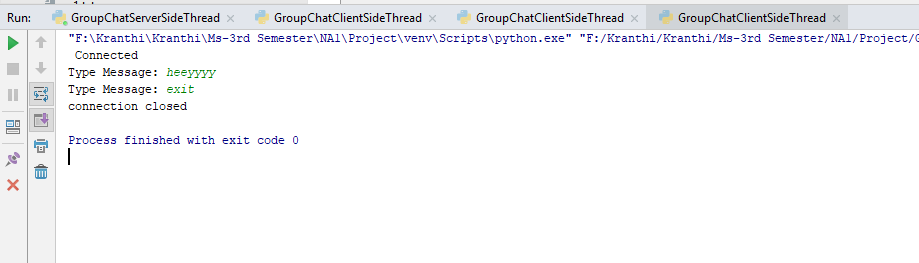 Run: GroupChatServerSideThread × GroupChatClientSideThread × GroupChatClientSideThread × GroupChatClientSideThread ×
"F:\Kranthi\Kranthi\Ms-3rd Semester\NA1\Project\venv\Scripts\python.exe" "F:/Kranthi/Kranthi/Ms-3rd Semester/NA1/Project/
Connected
Type Message: heeyyyy
Type Message: exit
connection closed
Process finished with exit code 0